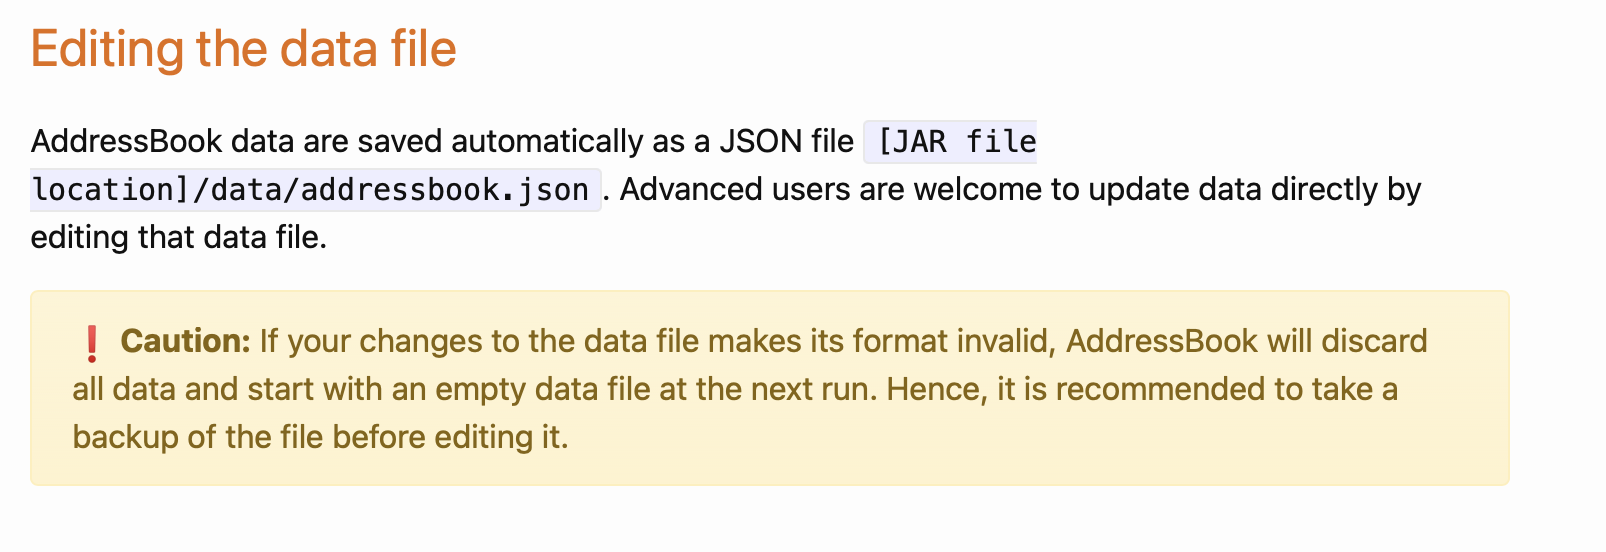 Editing the data file
AddressBook data are saved automatically as a JSON file [JAR file
location]/data/addressbook.json . Advanced users are welcome to update data directly by
editing that data file.
❗ Caution: If your changes to the data file makes its format invalid, AddressBook will discard
all data and start with an empty data file at the next run. Hence, it is recommended to take a
backup of the file before editing it.